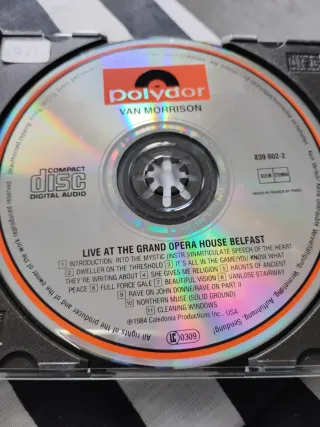 polydor
VAN MORRISON
839 602-2
COMPACT
disc
DIGITAL AUDIO
BIEM STEMRA
MADE IN FRANCE BY PMDC
LIVE AT THE GRAND OPERA HOUSE BELFAST
1 INTRODUCTION: INTO THE MYSTIC (INSTR.)/INARTICULATE SPEECH OF THE HEART
2 DWELLER ON THE THRESHOLD 3 IT'S ALL IN THE GAME/YOU KNOW WHAT
THEY'RE WRITING ABOUT 4 SHE GIVES ME RELIGION 5 HAUNTS OF ANCIENT
PEACE 6 FULL FORCE GALE 7 BEAUTIFUL VISION 8 VANLOSE STAIRWAY
9 RAVE ON JOHN DONNE/RAVE ON PART II
10 NORTHERN MUSE (SOLID GROUND)
11 CLEANING WINDOWS
℗1984 Caledonia Productions Inc., USA
LC 0309
All rights of the producer and of the owner of the
Vermietung, Aufführung, Sendung!